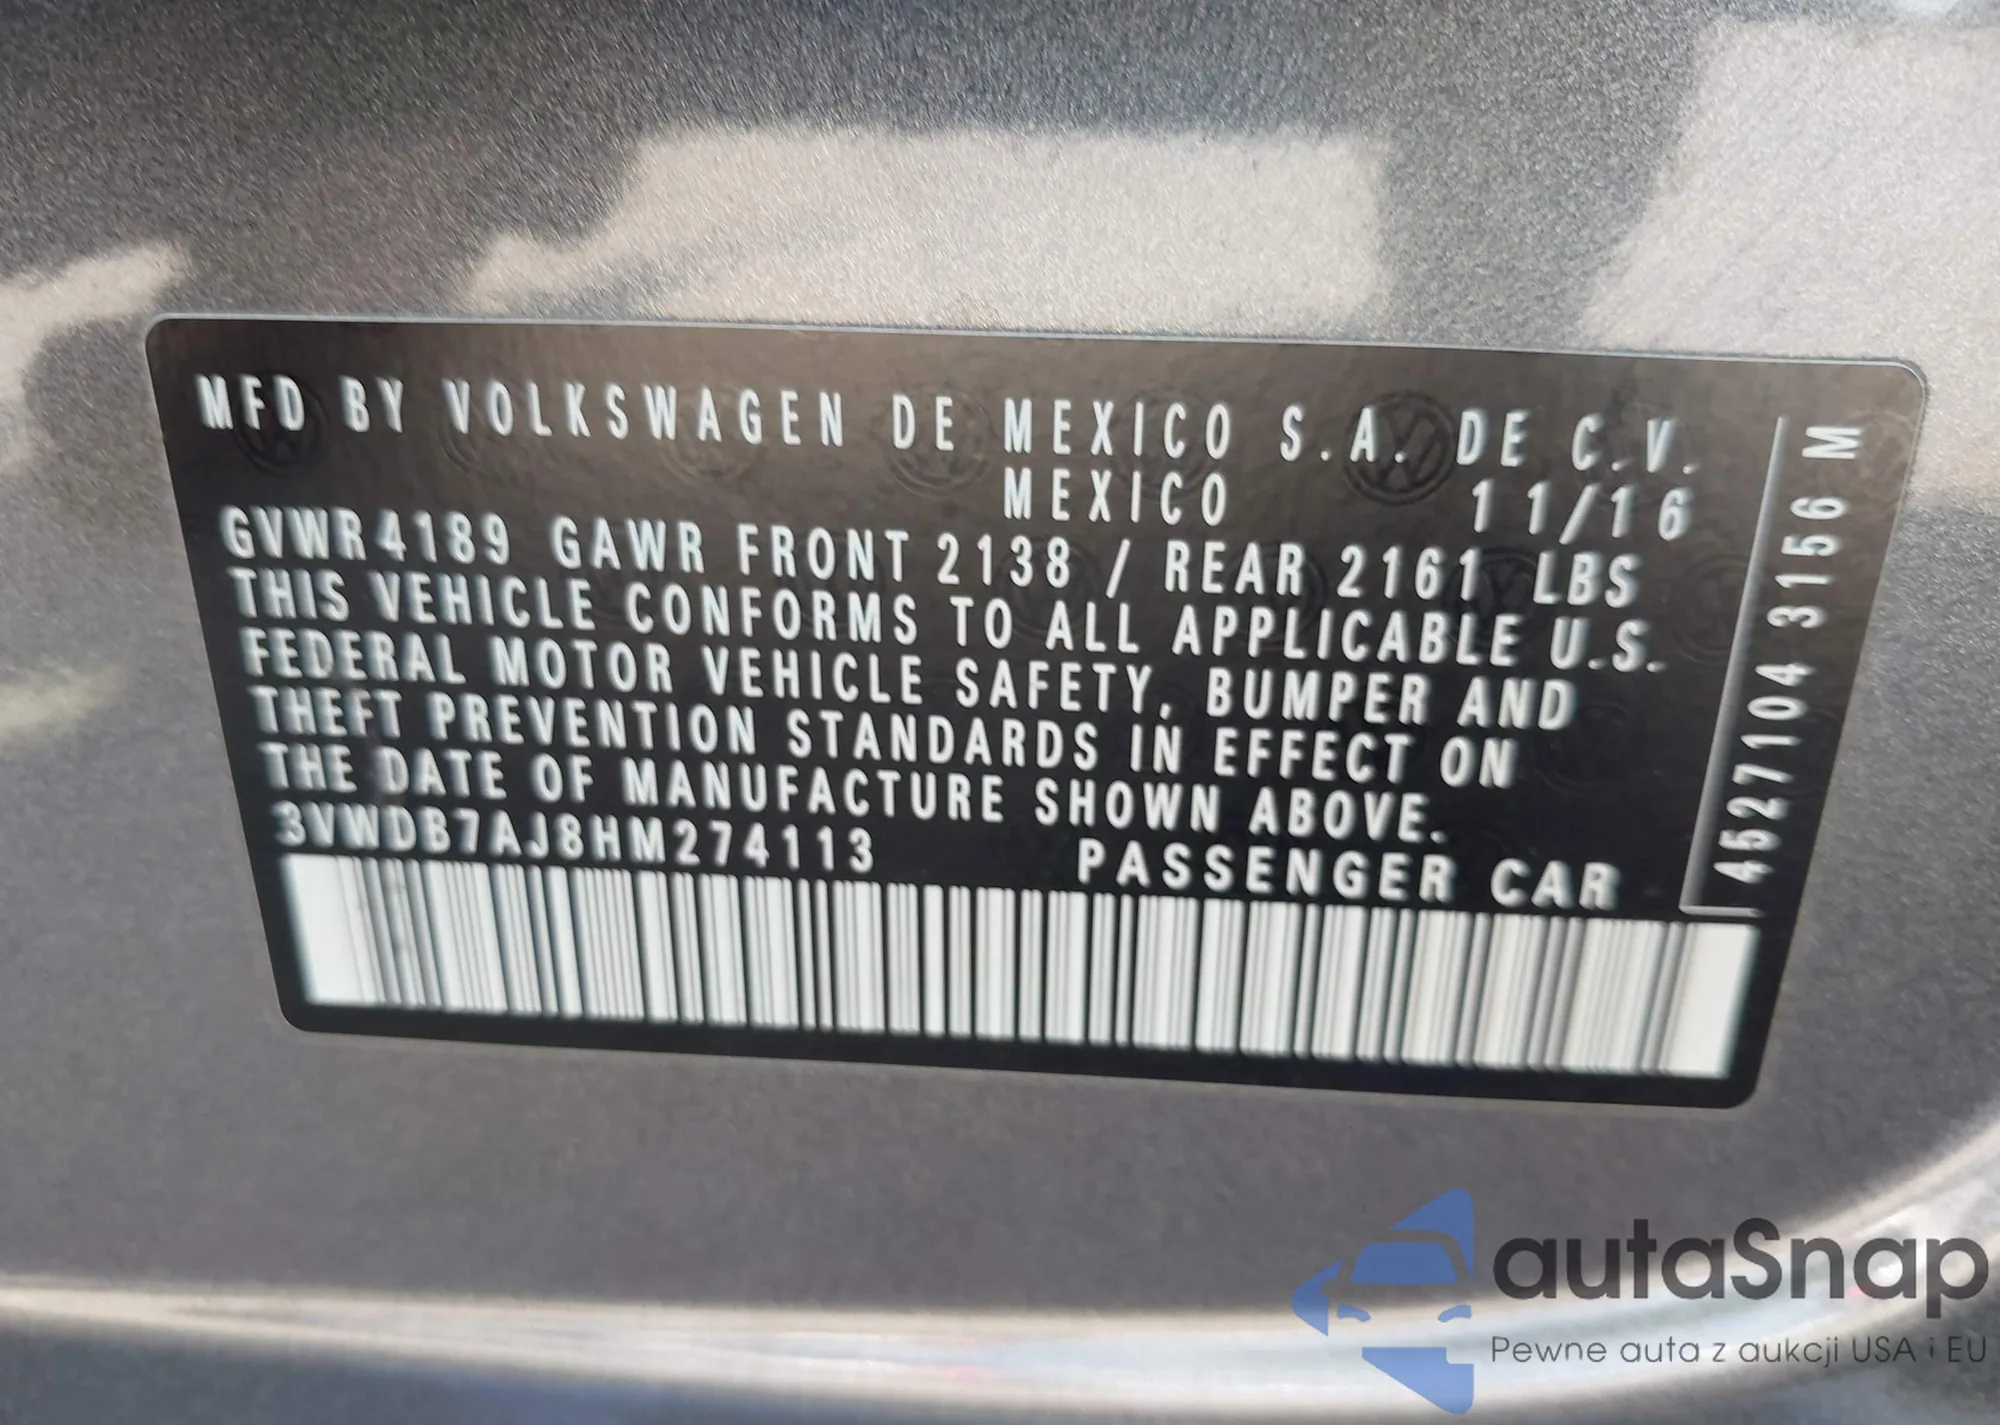 MFD BY VOLKSWAGEN DE MEXICO S.A. DE C.V.
MEXICO 11/16
GVWR 4189 GAWR FRONT 2138 / REAR 2161 LBS
THIS VEHICLE CONFORMS TO ALL APPLICABLE U.S.
FEDERAL MOTOR VEHICLE SAFETY, BUMPER AND
THEFT PREVENTION STANDARDS IN EFFECT ON
THE DATE OF MANUFACTURE SHOWN ABOVE.
3VWDB7AJ8HM274113 PASSENGER CAR
4527104 3156 M
autaSnap
Pewne auta z aukcji USA i EU